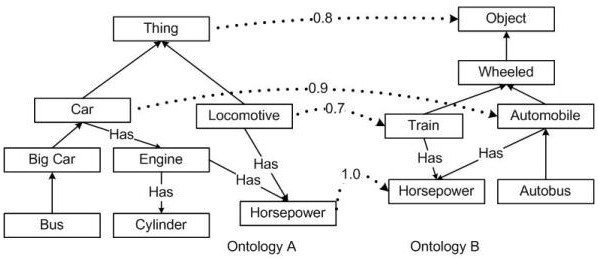 Thing
0.8
Object
Wheeled
0.9
Car
Locomotive
0.7
Train
Automobile
Has
Big Car
Engine
Has
Has
Has
Has
Has
1.0
Horsepower
Autobus
Bus
Cylinder
Horsepower
Ontology A
Ontology B